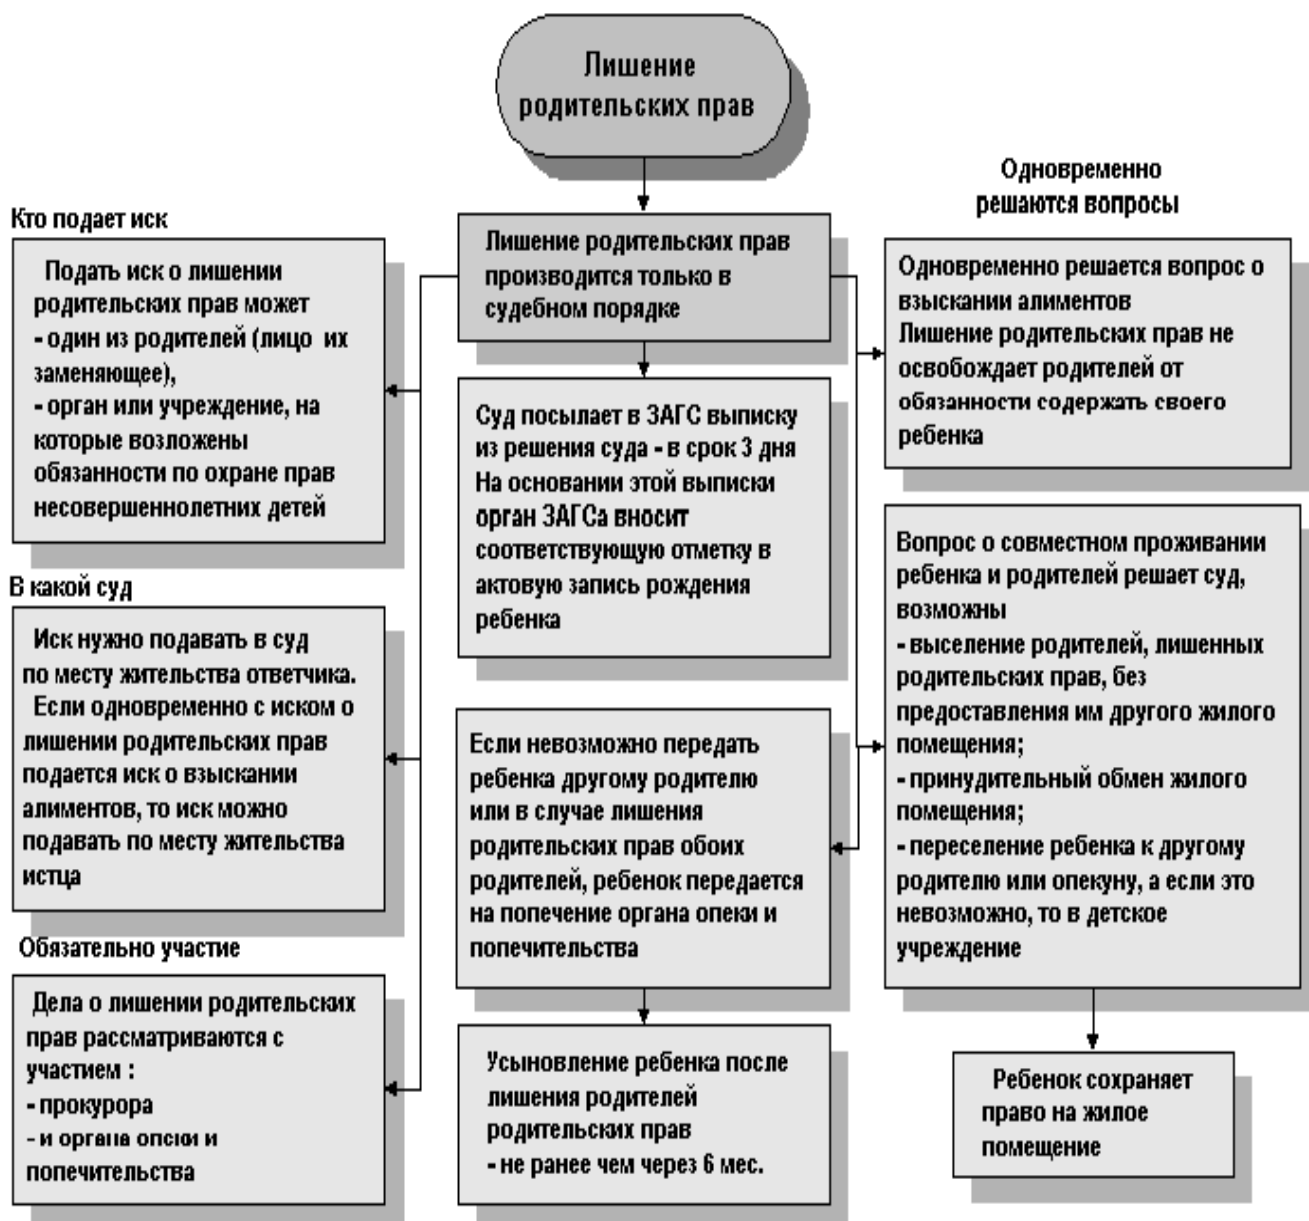 Лишение
родительских прав
Кто подает иск
Подать иск о лишении
родительских прав может
- один из родителей (лицо их
заменяющее),
- орган или учреждение, на
которые возложены
обязанности по охране прав
несовершеннолетних детей
В какой суд
Иск нужно подавать в суд
по месту жительства ответчика.
Если одновременно с иском о
лишении родительских прав
подается иск о взыскании
алиментов, то иск можно
подавать по месту жительства
истца
Обязательно участие
Дела о лишении родительских
прав рассматриваются с
участием :
- прокурора
- и органа опеки и
попечительства
Лишение родительских прав
производится только в
судебном порядке
Суд посылает в ЗАГС выписку
из решения суда - в срок 3 дня
На основании этой выписки
орган ЗАГСа вносит
соответствующую отметку в
актовую запись рождения
ребенка
Если невозможно передать
ребенка другому родителю
или в случае лишения
родительских прав обоих
родителей, ребенок передается
на попечение органа опеки и
попечительства
Усыновление ребенка после
лишения родителей
родительских прав
- не ранее чем через 6 мес.
Одновременно
решаются вопросы
Одновременно решается вопрос о
взыскании алиментов
Лишение родительских прав не
освобождает родителей от
обязанности содержать своего
ребенка
Вопрос о совместном проживании
ребенка и родителей решает суд,
возможны
- выселение родителей, лишенных
родительских прав, без
предоставления им другого жилого
помещения;
- принудительный обмен жилого
помещения;
- переселение ребенка к другому
родителю или опекуну, а если это
невозможно, то в детское
учреждение
Ребенок сохраняет
право на жилое
помещение